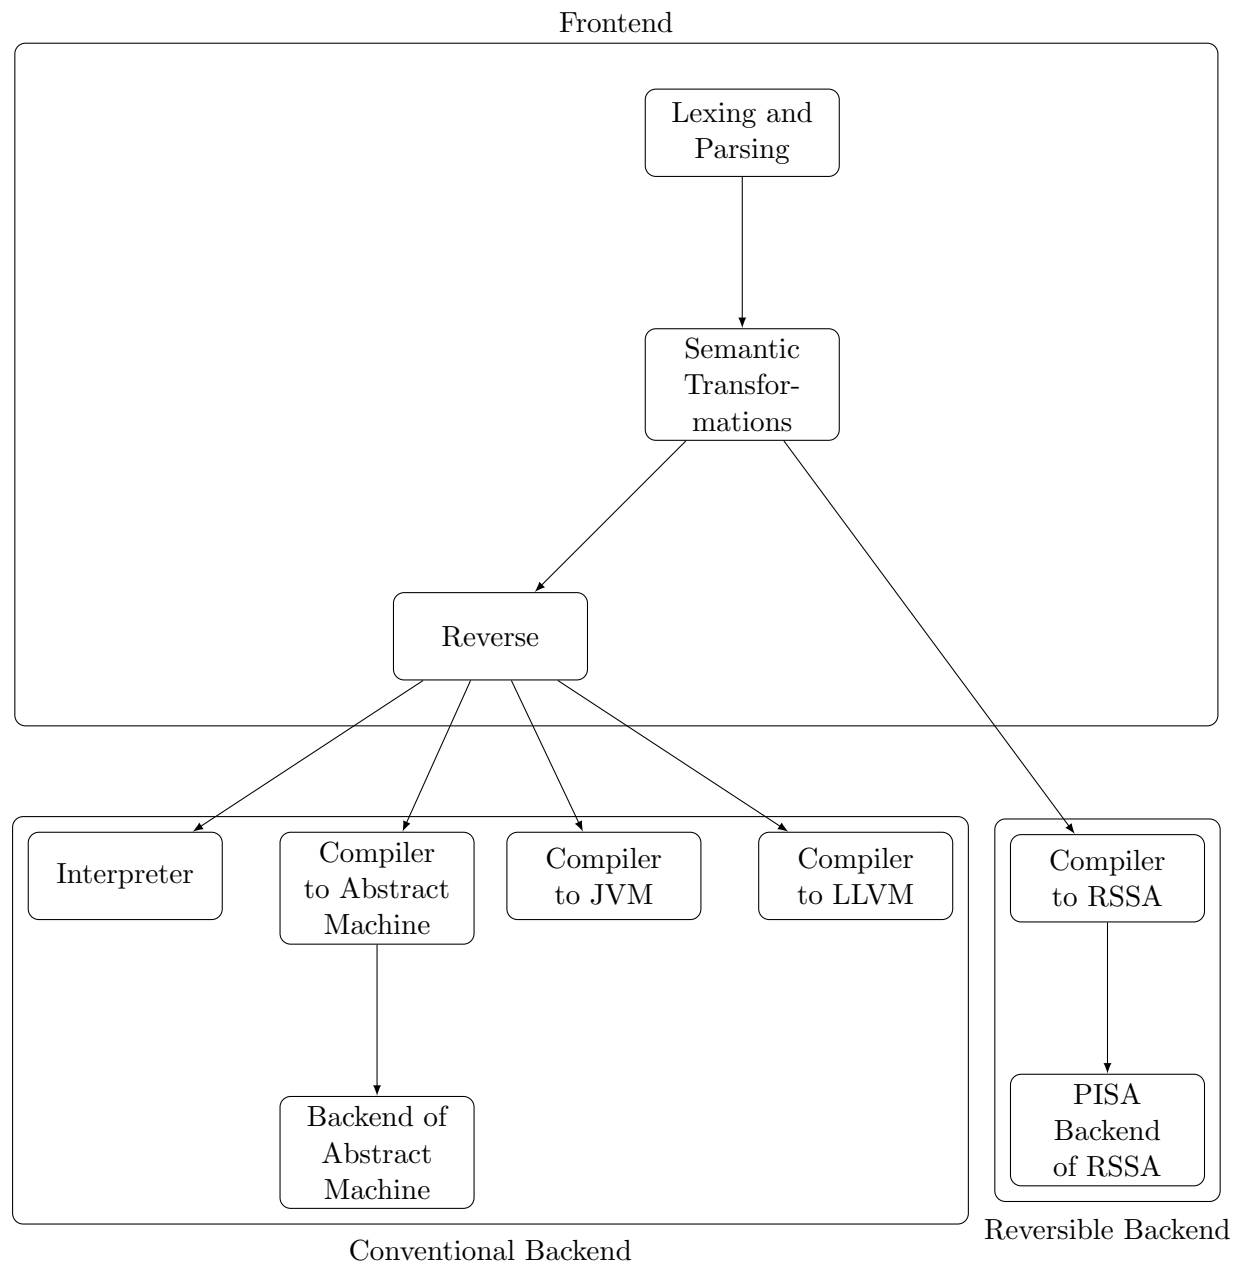 Frontend
Lexing and
Parsing
Semantic
Transfor-
mations
Reverse
Interpreter
Compiler
to Abstract
Machine
Compiler
to JVM
Compiler
to LLVM
Compiler
to RSSA
Backend of
Abstract
Machine
PISA
Backend
of RSSA
Conventional Backend
Reversible Backend